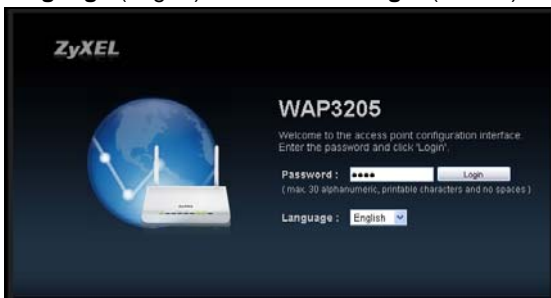 ZyXEL
WAP3205
Welcome to the access point configuration interface.
Enter the password and click 'Login'.
Password : •••• Login
( max. 30 alphanumeric, printable characters and no spaces )
Language : English